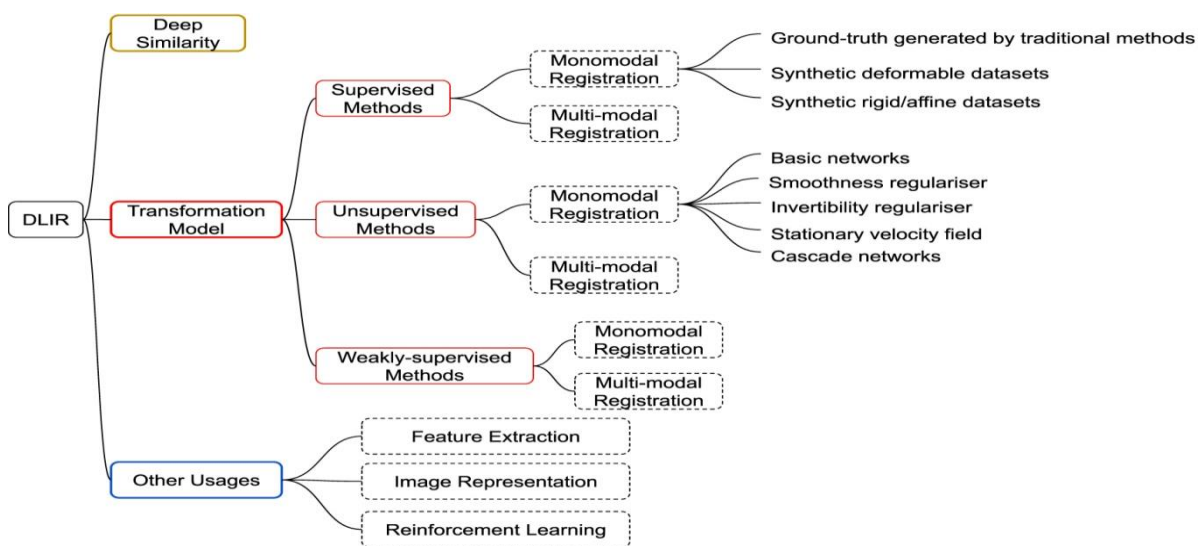 Deep
Similarity
DLIR
Transformation
Model
Supervised
Methods
Monomodal
Registration
Ground-truth generated by traditional methods
Synthetic deformable datasets
Synthetic rigid/affine datasets
Multi-modal
Registration
Unsupervised
Methods
Monomodal
Registration
Basic networks
Smoothness regulariser
Invertibility regulariser
Stationary velocity field
Cascade networks
Multi-modal
Registration
Weakly-supervised
Methods
Monomodal
Registration
Multi-modal
Registration
Other Usages
Feature Extraction
Image Representation
Reinforcement Learning